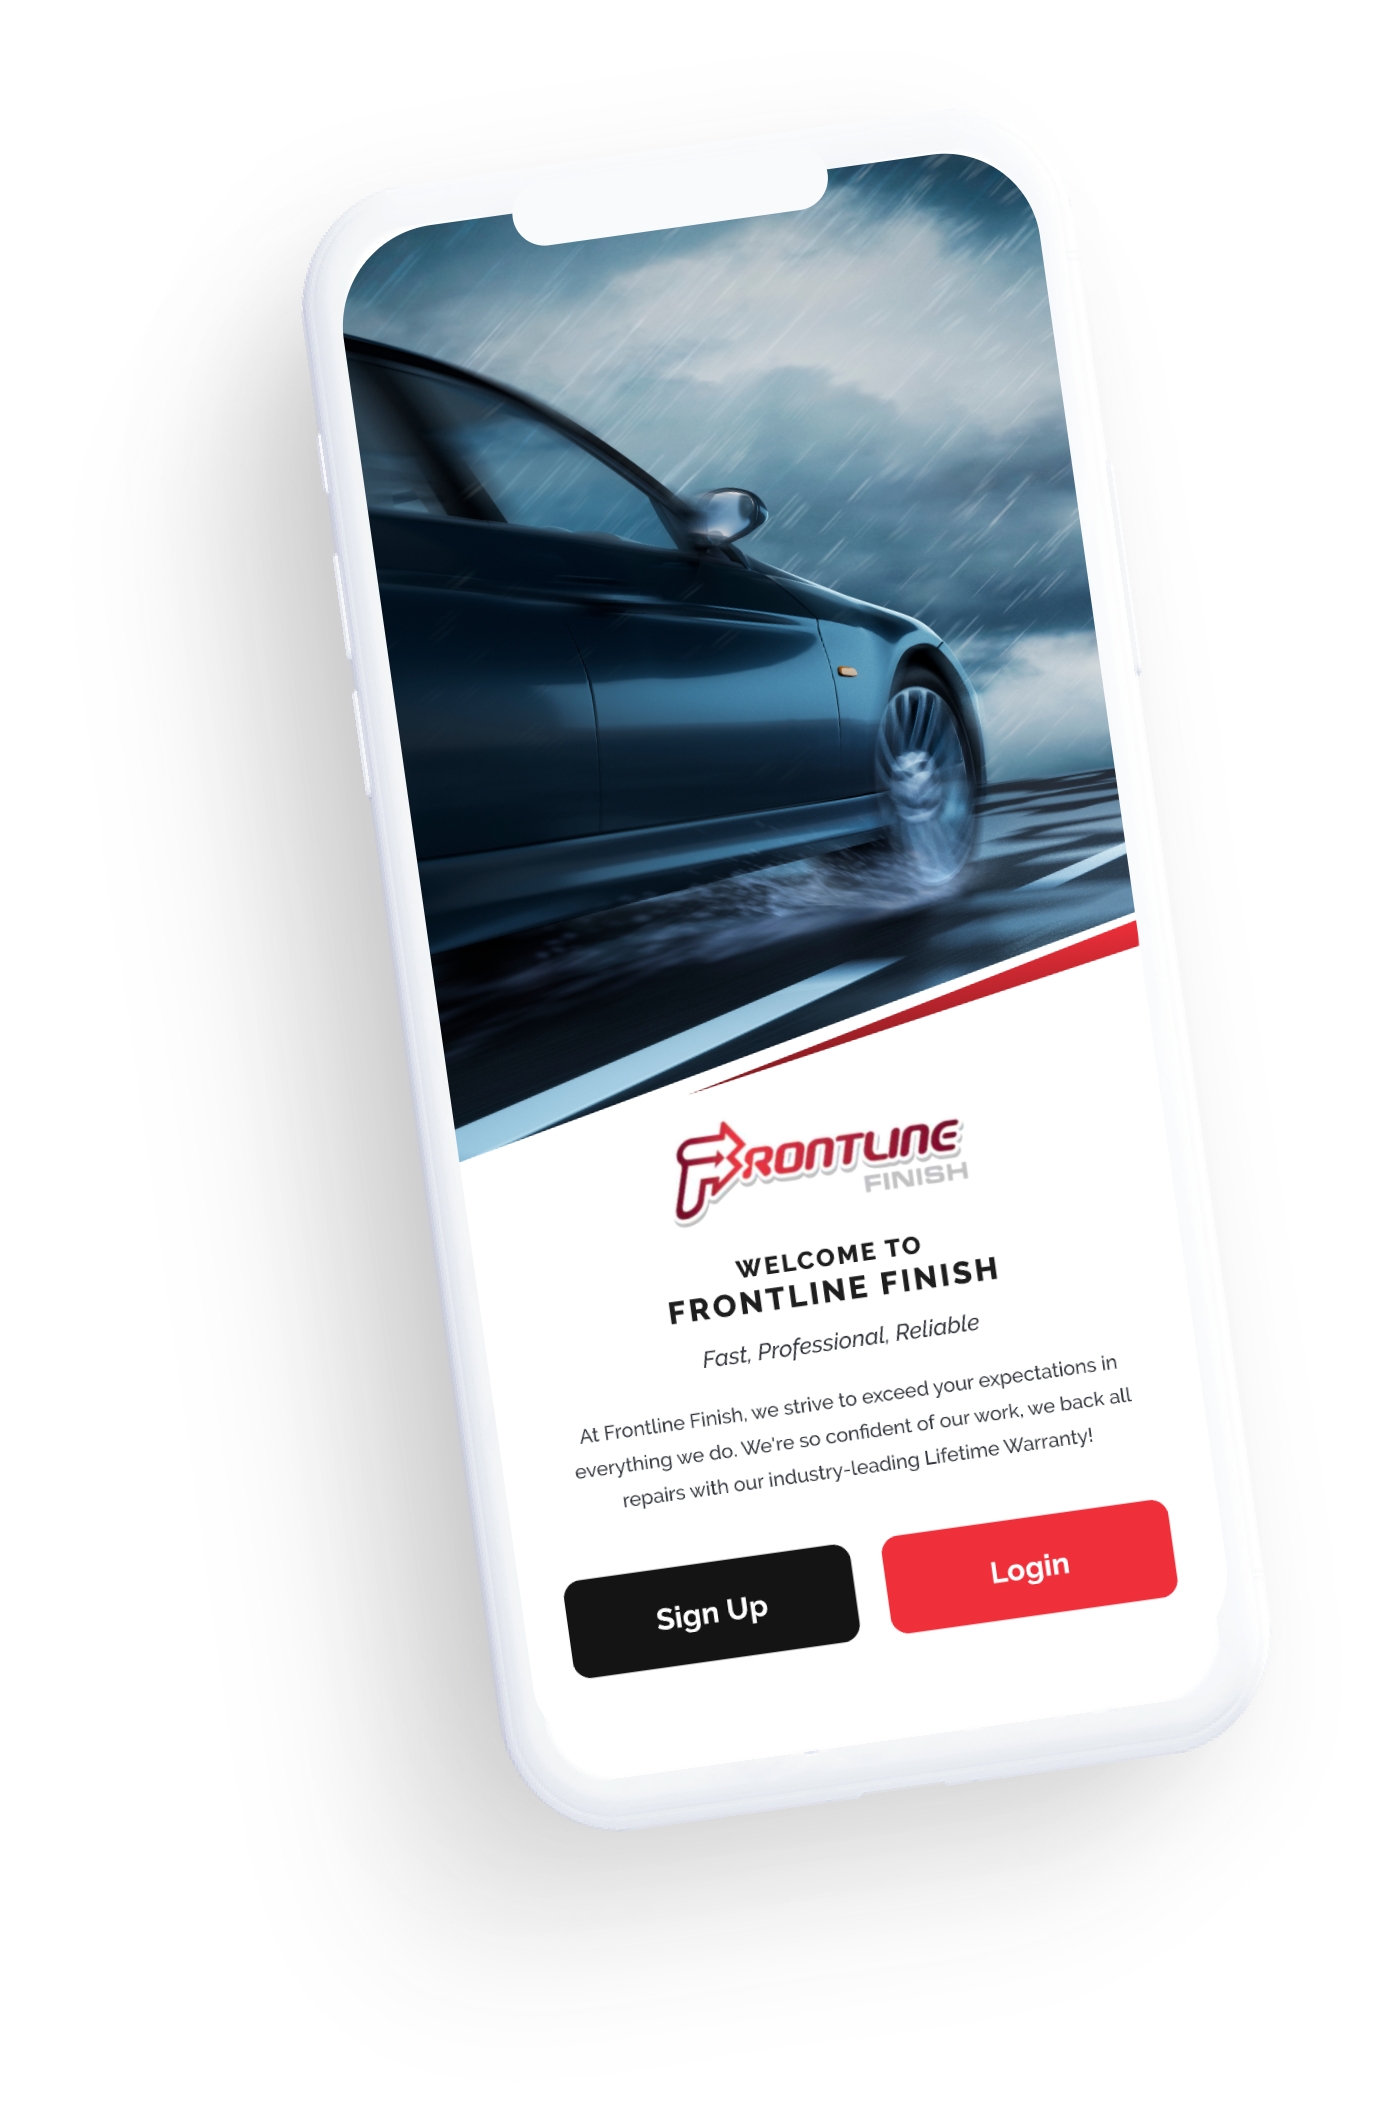 FRONTLINE
FINISH
WELCOME TO
FRONTLINE FINISH
Fast, Professional, Reliable
At Frontline Finish, we strive to exceed your expectations in
everything we do. We're so confident of our work, we back all
repairs with our industry-leading Lifetime Warranty!
Sign Up
Login